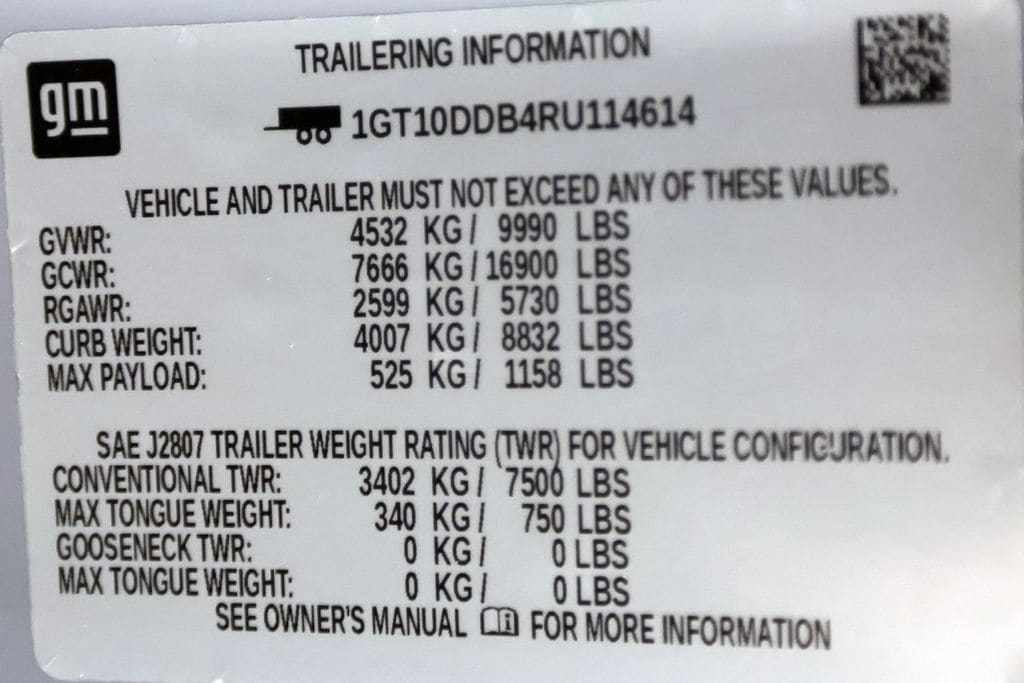 gm
TRAILERING INFORMATION
1GT10DDB4RU114614
VEHICLE AND TRAILER MUST NOT EXCEED ANY OF THESE VALUES.
GVWR: 4532 KG / 9990 LBS
GCWR: 7666 KG / 16900 LBS
RGAWR: 2599 KG / 5730 LBS
CURB WEIGHT: 4007 KG / 8832 LBS
MAX PAYLOAD: 525 KG / 1158 LBS
SAE J2807 TRAILER WEIGHT RATING (TWR) FOR VEHICLE CONFIGURATION.
CONVENTIONAL TWR: 3402 KG / 7500 LBS
MAX TONGUE WEIGHT: 340 KG / 750 LBS
GOOSENECK TWR: 0 KG / 0 LBS
MAX TONGUE WEIGHT: 0 KG / 0 LBS
SEE OWNER'S MANUAL FOR MORE INFORMATION